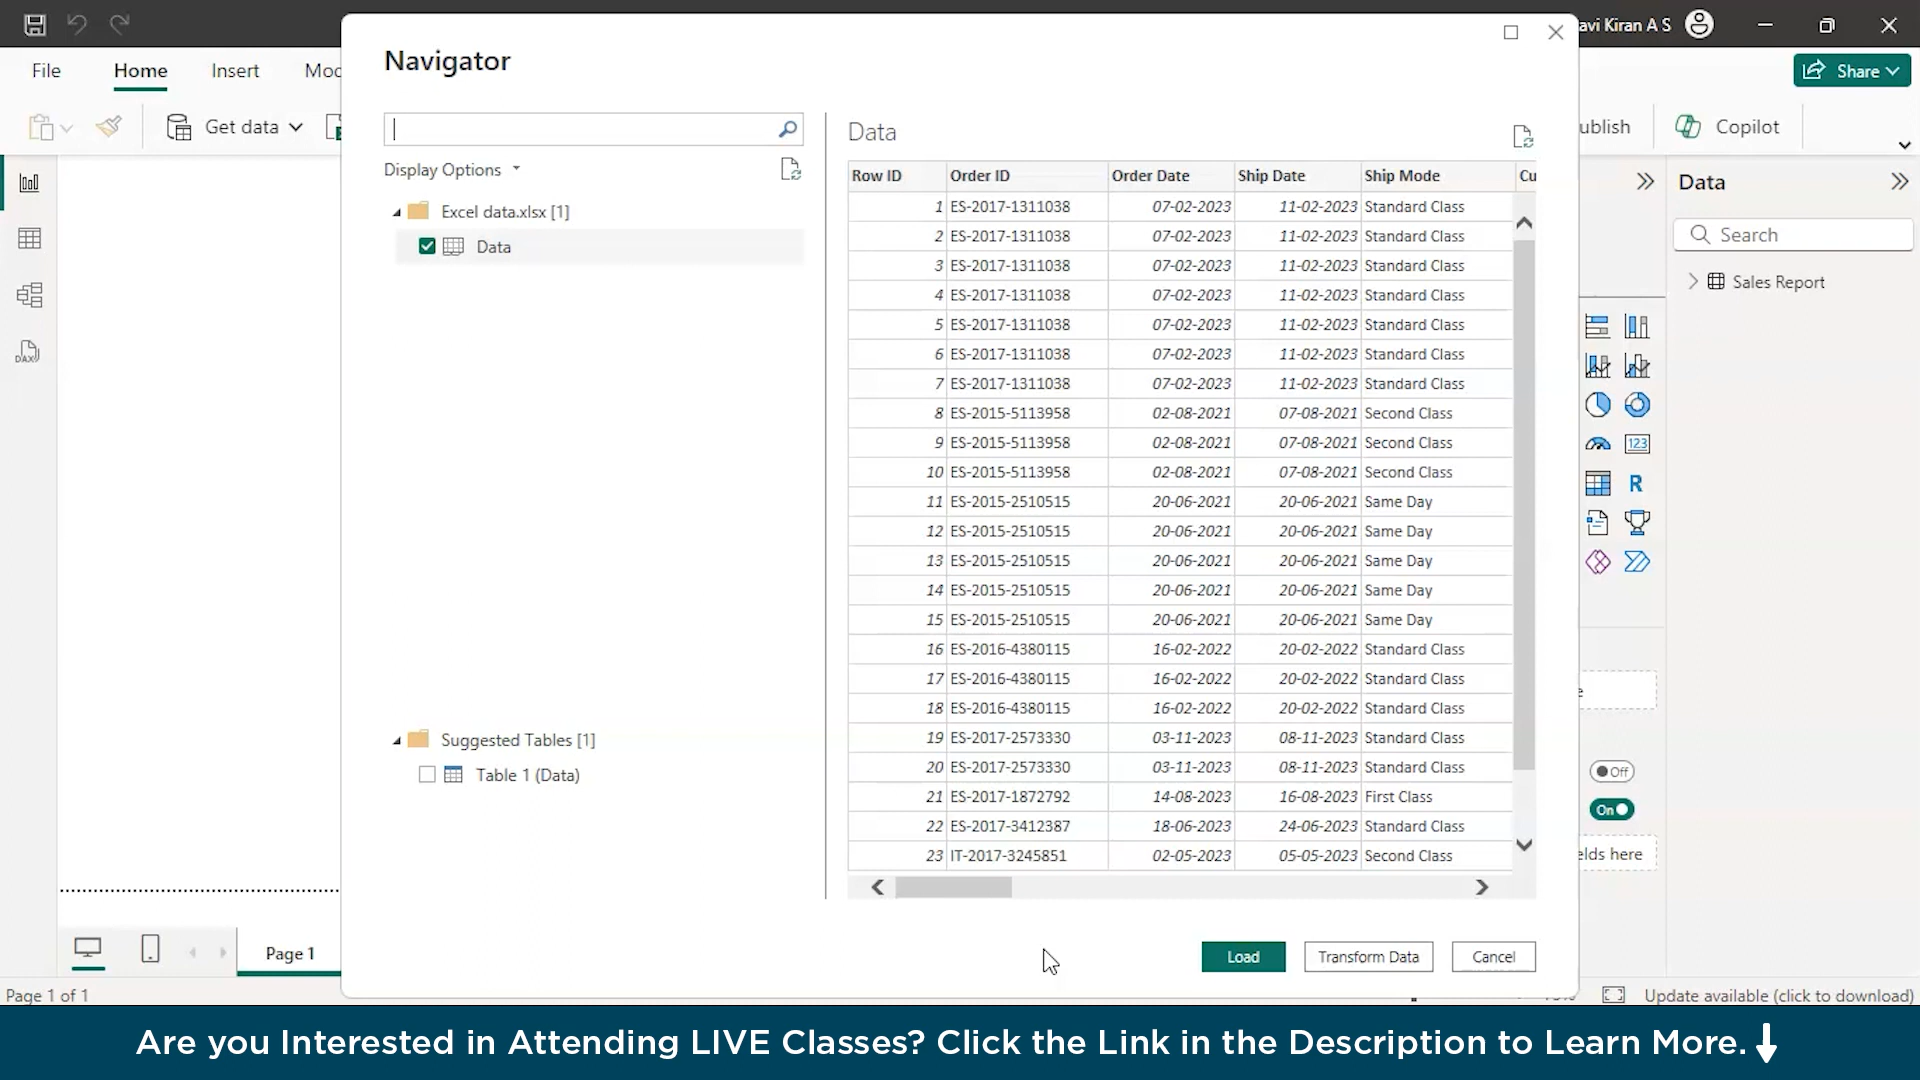 avi Kiran A S
File Home Insert Mod
Share
Get data
ublish
Copilot
Navigator
Display Options
Excel data.xlsx [1]
Data
Suggested Tables [1]
Table 1 (Data)
Data
Row ID Order ID Order Date Ship Date Ship Mode Cu
1 ES-2017-1311038 07-02-2023 11-02-2023 Standard Class
2 ES-2017-1311038 07-02-2023 11-02-2023 Standard Class
3 ES-2017-1311038 07-02-2023 11-02-2023 Standard Class
4 ES-2017-1311038 07-02-2023 11-02-2023 Standard Class
5 ES-2017-1311038 07-02-2023 11-02-2023 Standard Class
6 ES-2017-1311038 07-02-2023 11-02-2023 Standard Class
7 ES-2017-1311038 07-02-2023 11-02-2023 Standard Class
8 ES-2015-5113958 02-08-2021 07-08-2021 Second Class
9 ES-2015-5113958 02-08-2021 07-08-2021 Second Class
10 ES-2015-5113958 02-08-2021 07-08-2021 Second Class
11 ES-2015-2510515 20-06-2021 20-06-2021 Same Day
12 ES-2015-2510515 20-06-2021 20-06-2021 Same Day
13 ES-2015-2510515 20-06-2021 20-06-2021 Same Day
14 ES-2015-2510515 20-06-2021 20-06-2021 Same Day
15 ES-2015-2510515 20-06-2021 20-06-2021 Same Day
16 ES-2016-4380115 16-02-2022 20-02-2022 Standard Class
17 ES-2016-4380115 16-02-2022 20-02-2022 Standard Class
18 ES-2016-4380115 16-02-2022 20-02-2022 Standard Class
19 ES-2017-2573330 03-11-2023 08-11-2023 Standard Class
20 ES-2017-2573330 03-11-2023 08-11-2023 Standard Class
21 ES-2017-1872792 14-08-2023 16-08-2023 First Class
22 ES-2017-3412387 18-06-2023 24-06-2023 Standard Class
23 IT-2017-3245851 02-05-2023 05-05-2023 Second Class
Load Transform Data Cancel
Data
Search
Sales Report
123
R
DAX
e
Off
On
elds here
Page 1
Page 1 of 1
Update available (click to download)
Are you Interested in Attending LIVE Classes? Click the Link in the Description to Learn More.